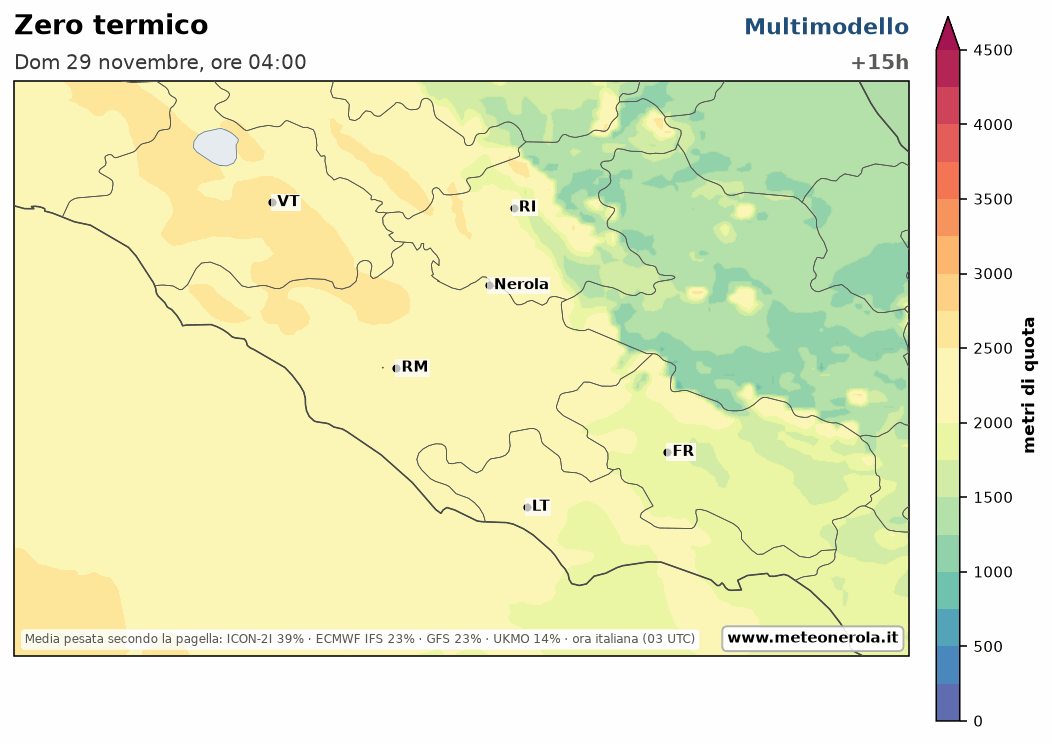 Zero termico
Multimodello
Dom 29 novembre, ore 04:00
+15h
4500
4000
3500
3000
2500
2000
1500
1000
500
0
metri di quota
VT
RI
Nerola
RM
FR
LT
Media pesata secondo la pagella: ICON-2I 39% · ECMWF IFS 23% · GFS 23% · UKMO 14% · ora italiana (03 UTC)
www.meteonerola.it